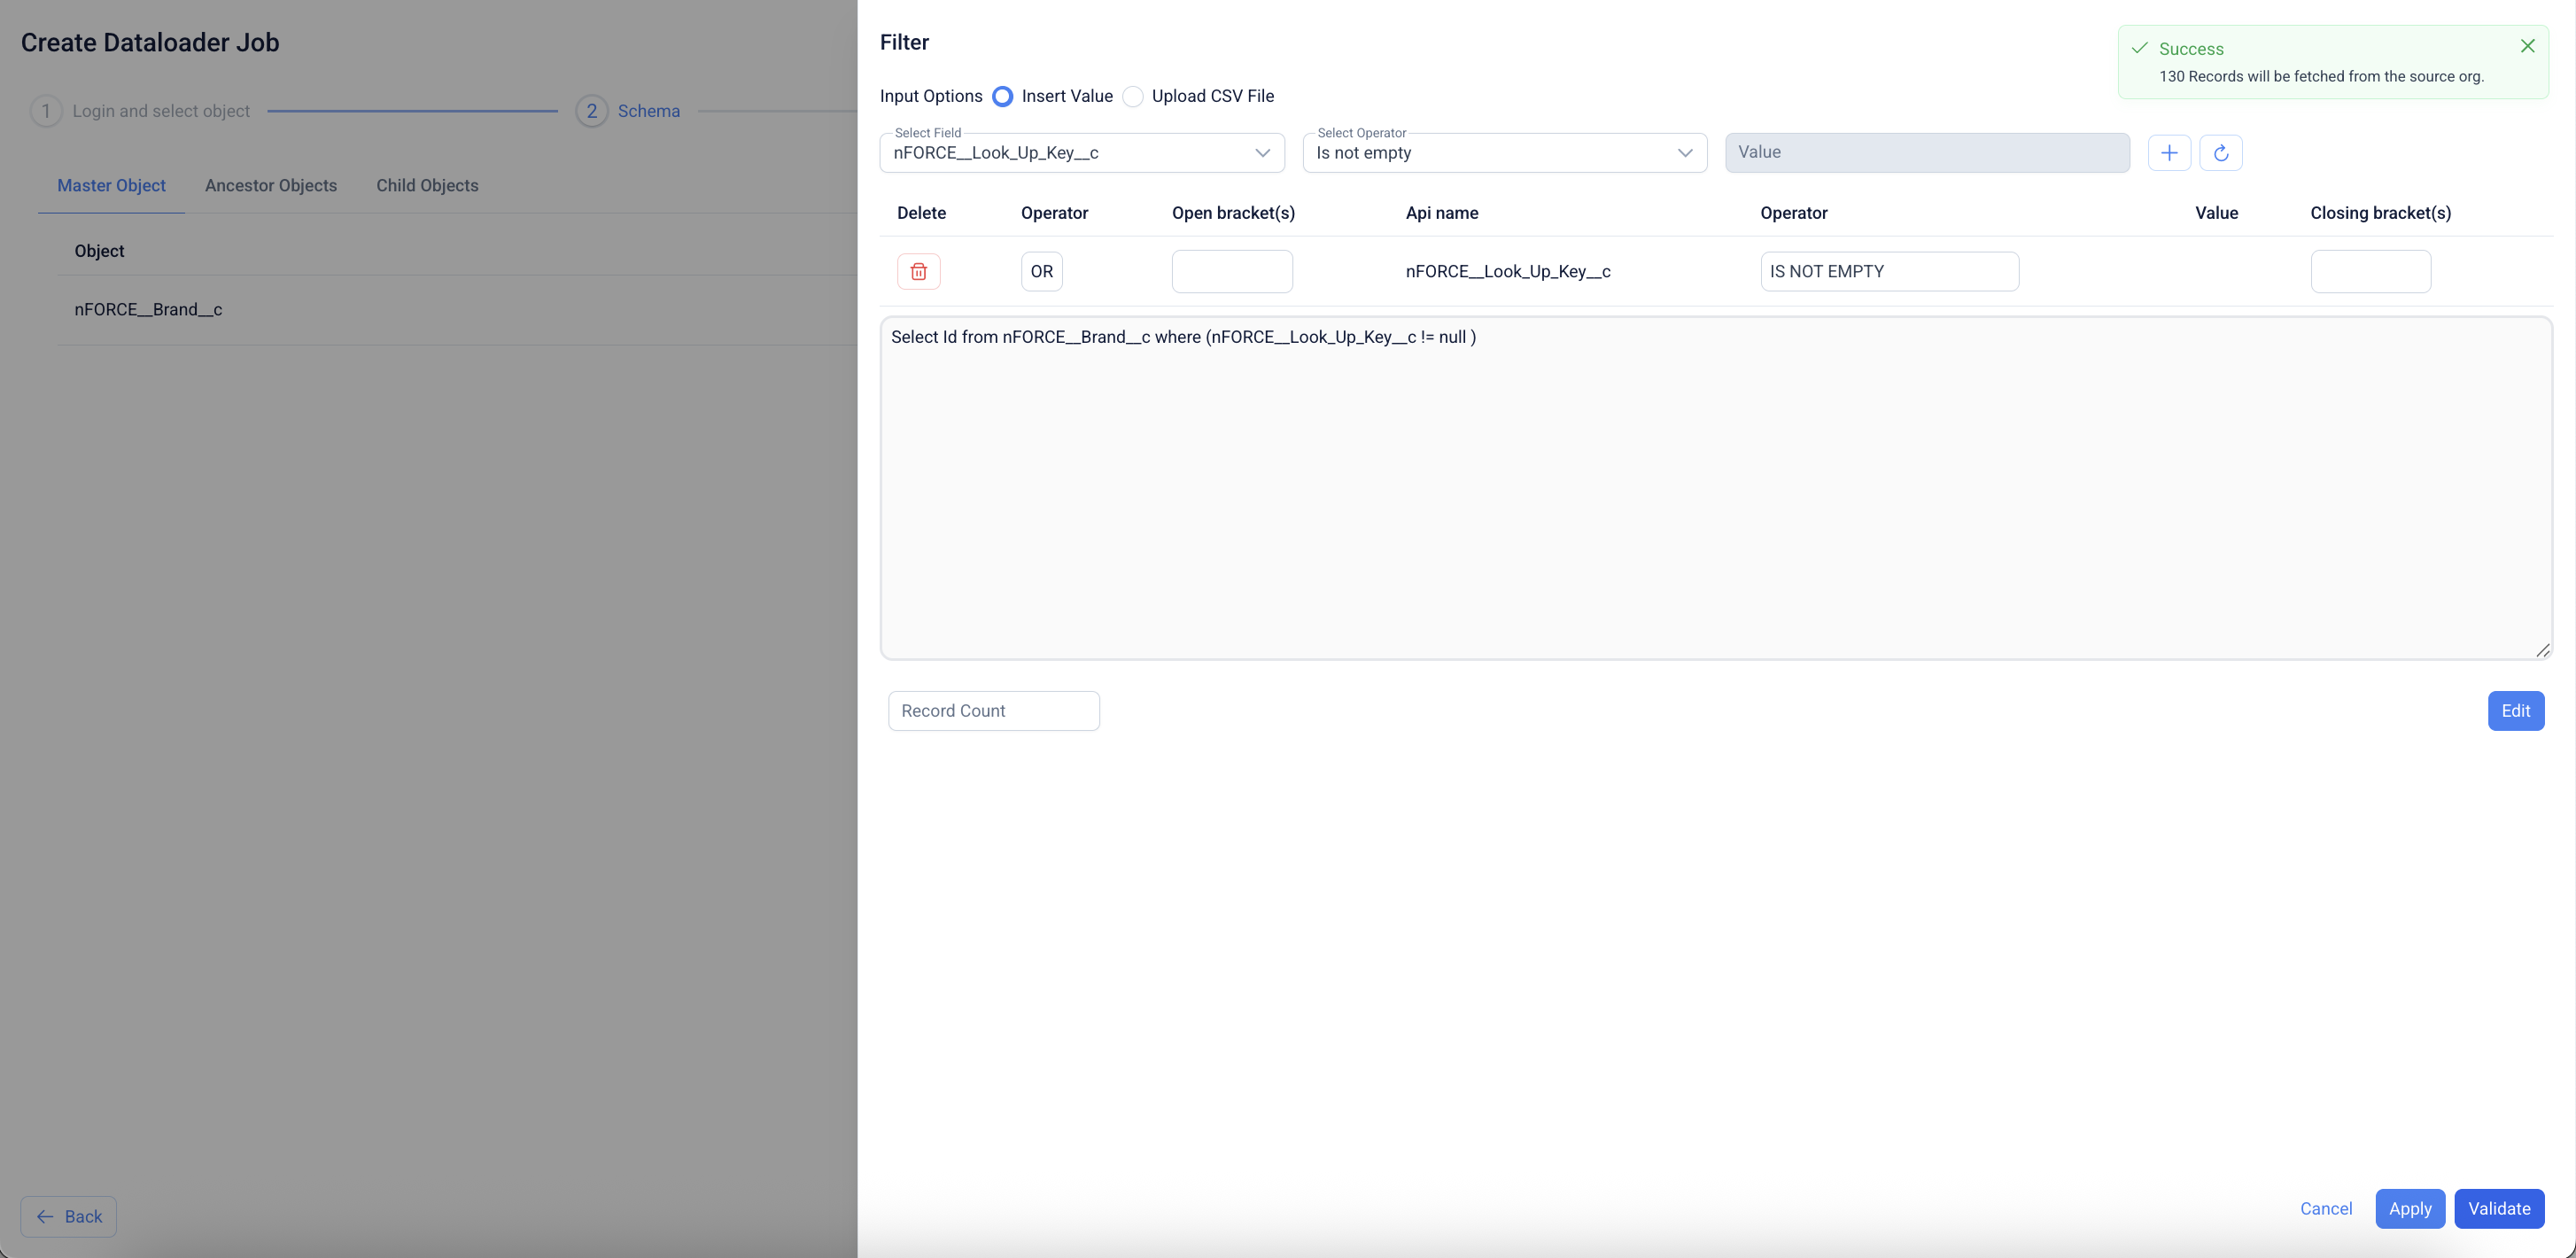 Create Dataloader Job
1 Login and select object 2 Schema
Master Object Ancestor Objects Child Objects
Object
nFORCE__Brand__c
Back
Filter
Success
130 Records will be fetched from the source org.
Input Options Insert Value Upload CSV File
Select Field Select Operator
nFORCE__Look_Up_Key__c Is not empty Value
Delete Operator Open bracket(s) Api name Operator Value Closing bracket(s)
OR nFORCE__Look_Up_Key__c IS NOT EMPTY
Select Id from nFORCE__Brand__c where (nFORCE__Look_Up_Key__c != null )
Record Count Edit
Cancel Apply Validate